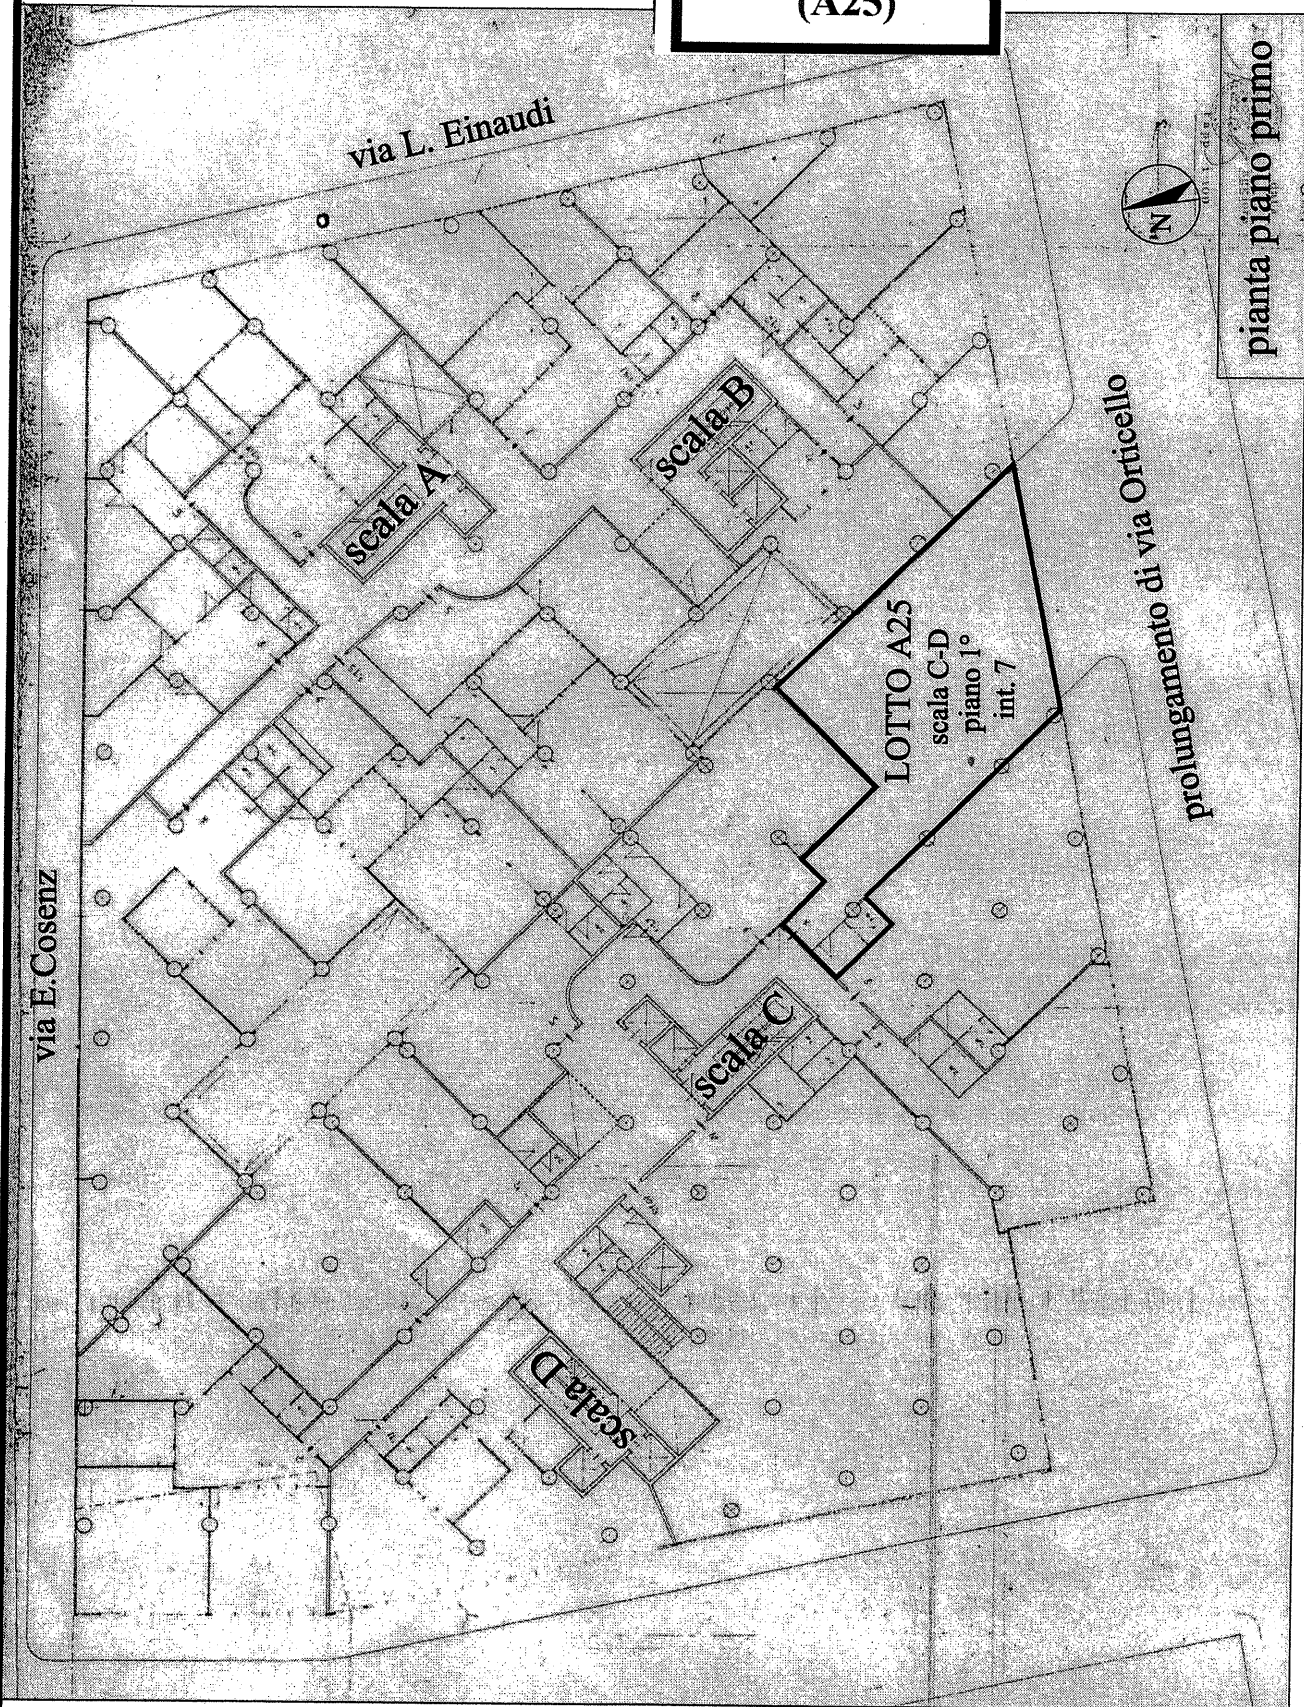 (A25)
via L. Einaudi
pianta piano primo
N
scala B
scala A
prolungamento di via Orticello
LOTTO A25
scala C-D
piano 1°
int. 7
via E.Cosenz
scala C
scala D